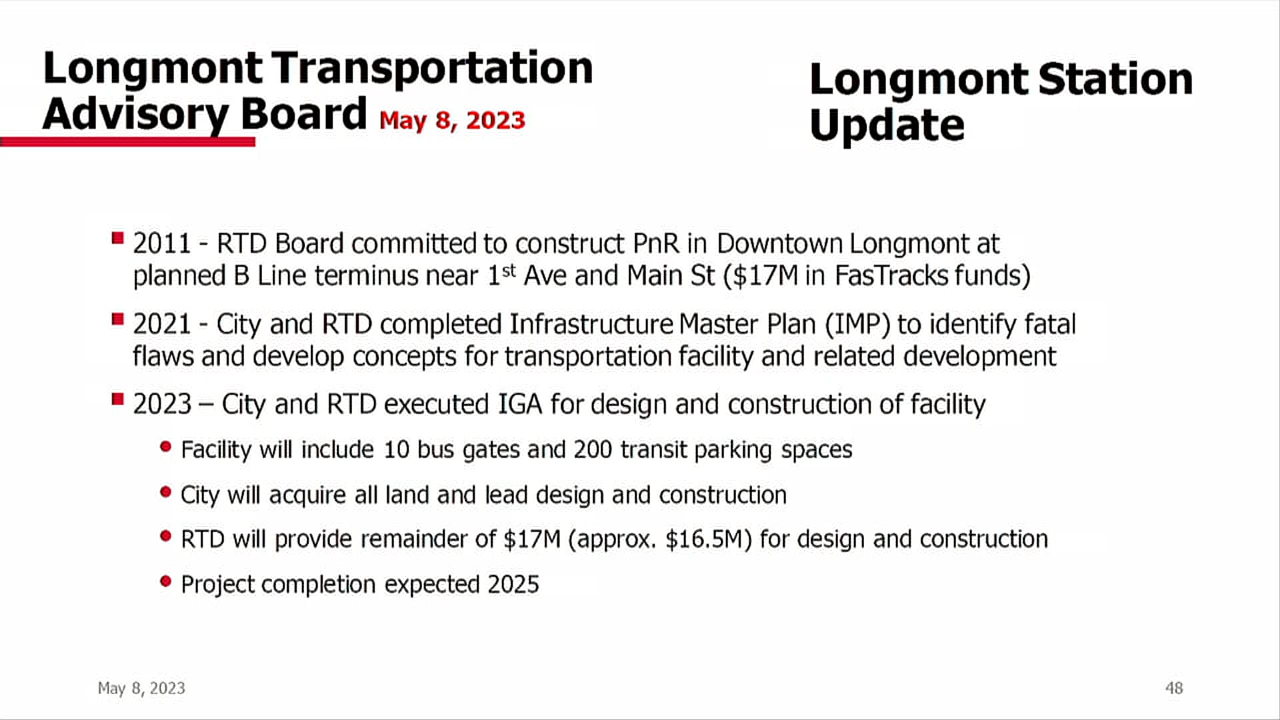 Longmont Transportation
Advisory Board May 8, 2023
Longmont Station
Update
2011 - RTD Board committed to construct PnR in Downtown Longmont at
planned B Line terminus near 1st Ave and Main St ($17M in FasTracks funds)
2021 - City and RTD completed Infrastructure Master Plan (IMP) to identify fatal
flaws and develop concepts for transportation facility and related development
2023 – City and RTD executed IGA for design and construction of facility
Facility will include 10 bus gates and 200 transit parking spaces
City will acquire all land and lead design and construction
RTD will provide remainder of $17M (approx. $16.5M) for design and construction
Project completion expected 2025
May 8, 2023
48